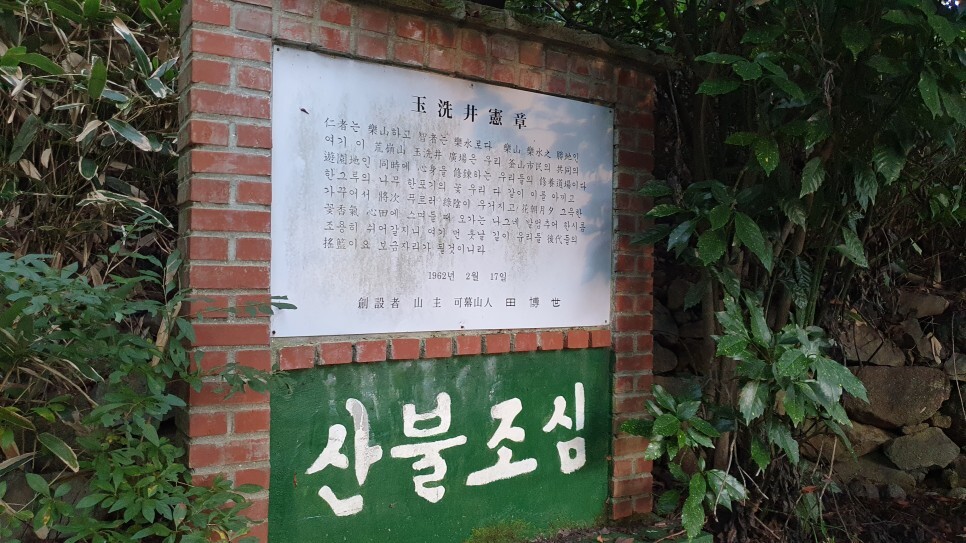 玉洗井憲章
仁者는 樂山하고 智者는 樂水로다. 樂山 樂水之 勝地인
여기 이 荒嶺山 玉洗井 廣場은 우리 釜山市民의 共同의
遊園地인 同時에 心身을 修鍊하는 우리들의 修養道場이다
한그루의 나무 한포기의 꽃 우리 다 같이 이를 아끼고
가꾸어서 將次 푸르러 綠陰이 우거지고 花朝月夕 그윽한
꽃香氣 心田에 스며들때 오가는 나그네 발멈추어 한시름
조용히 쉬어갈지니 여기 먼 훗날 길이 우리들 後代들의
搖籃이요 보금자리가 될것이니라
1962년 2월 17일
創設者 山主 可幕山人 田博世
산불조심